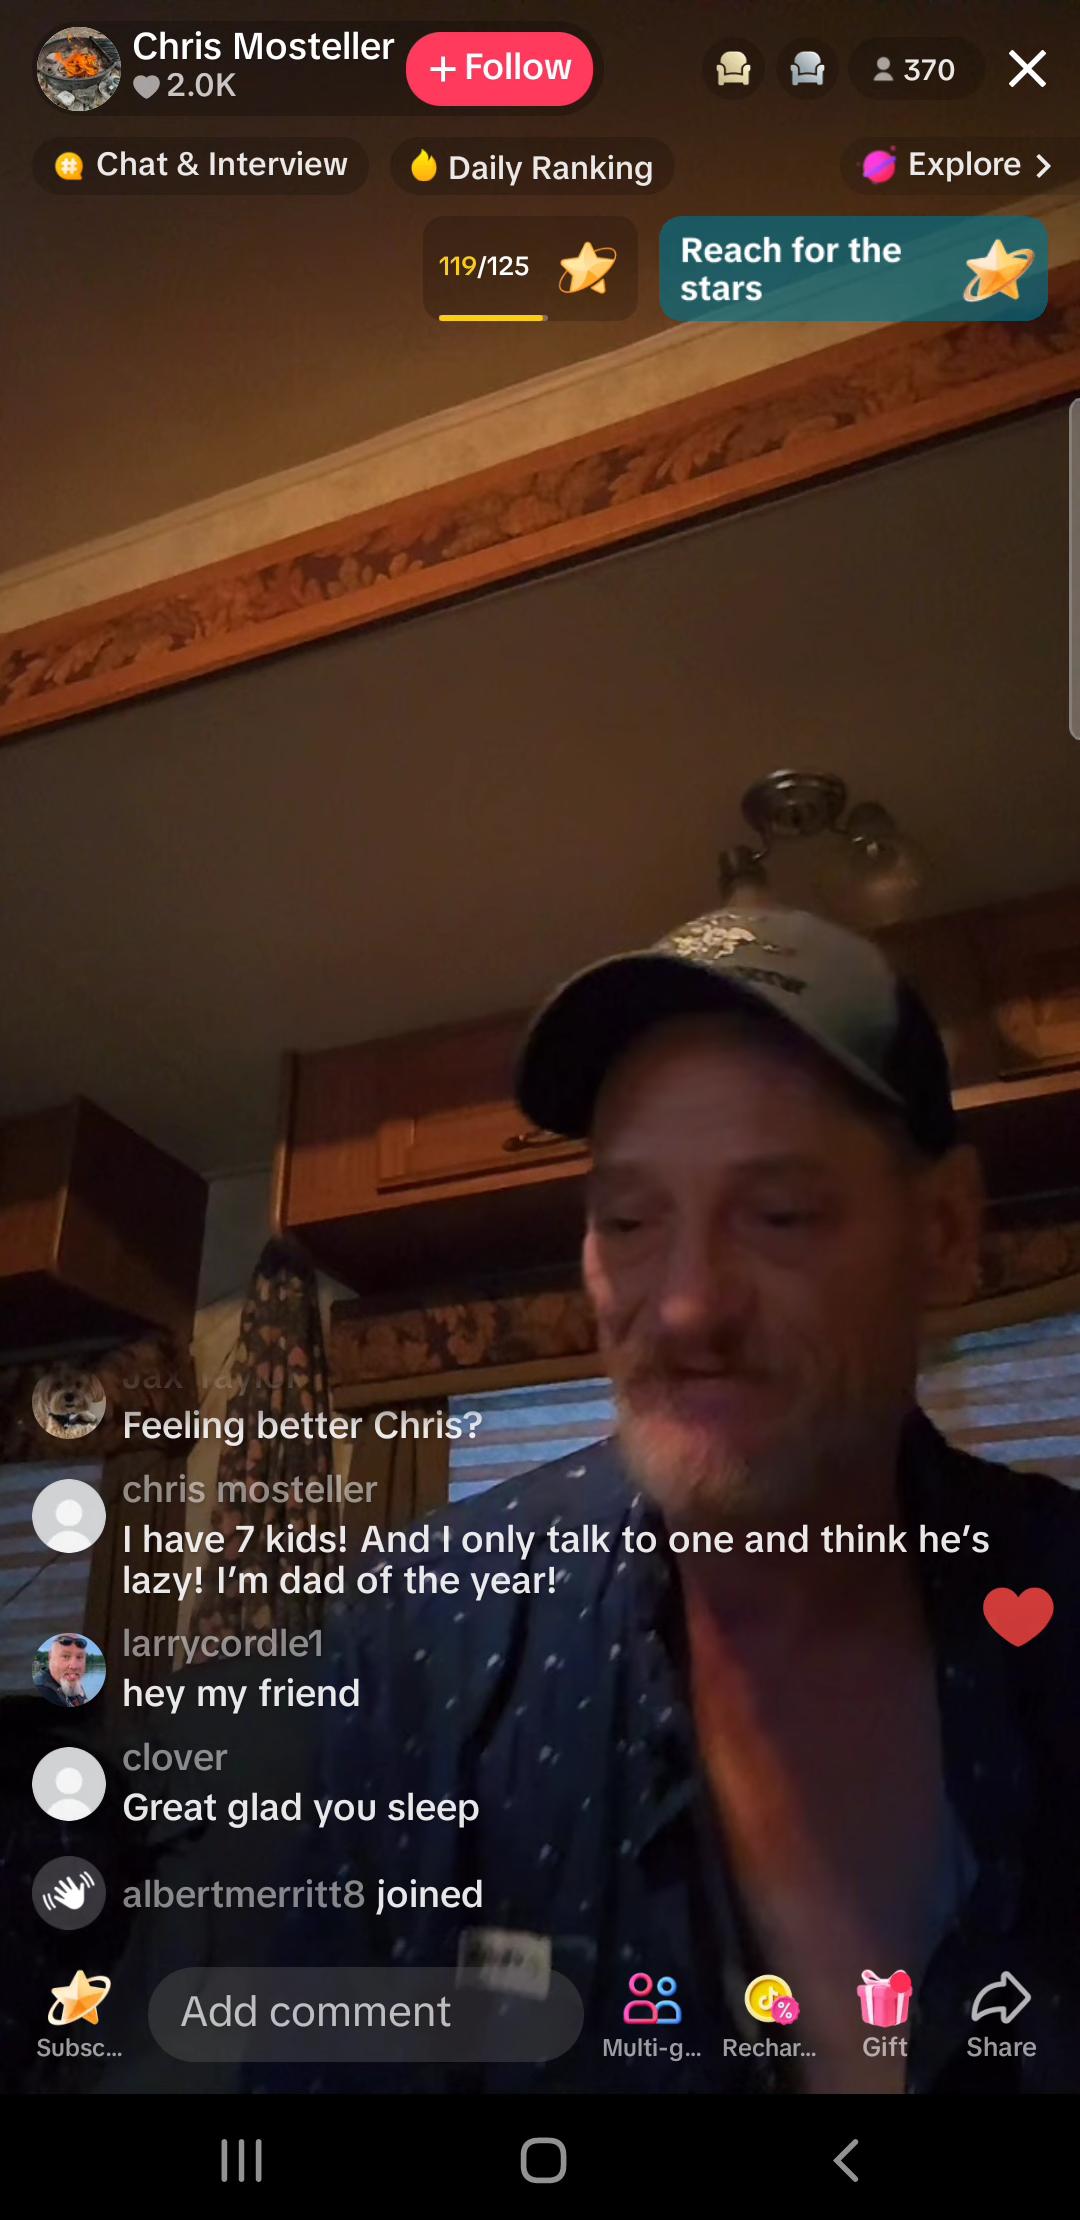 Chris Mosteller
2.0K
+ Follow
370
Chat & Interview
Daily Ranking
Explore >
119/125
Reach for the
stars
Jax Taylor
Feeling better Chris?
chris mosteller
I have 7 kids! And I only talk to one and think he's
lazy! I'm dad of the year!
larrycordle1
hey my friend
clover
Great glad you sleep
albertmerritt8 joined
Add comment
Subsc...
Multi-g...
Rechar...
Gift
Share